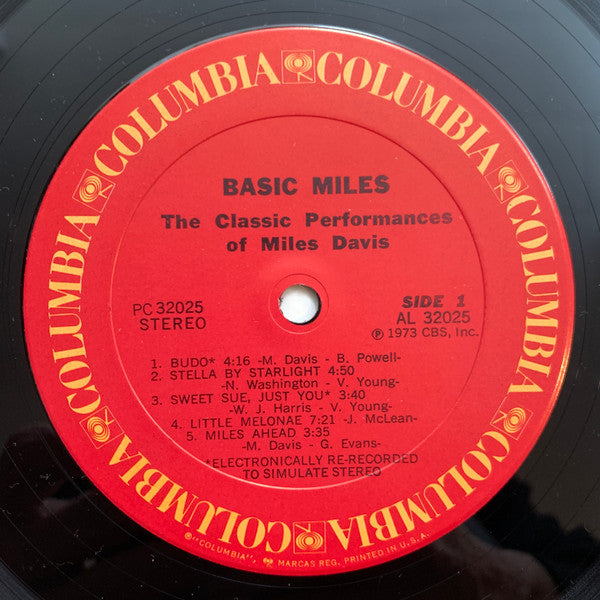 COLUMBIA COLUMBIA COLUMBIA COLUMBIA COLUMBIA COLUMBIA
BASIC MILES
The Classic Performances
of Miles Davis
PC 32025
STEREO
SIDE 1
AL 32025
Ⓟ 1973 CBS, Inc.
1. BUDO* 4:16 -M. Davis - B. Powell-
2. STELLA BY STARLIGHT 4:50
-N. Washington - V. Young-
3. SWEET SUE, JUST YOU* 3:40
-W. J. Harris - V. Young-
4. LITTLE MELONAE 7:21 -J. McLean-
5. MILES AHEAD 3:35
-M. Davis - G. Evans-
*ELECTRONICALLY RE-RECORDED
TO SIMULATE STEREO
®"COLUMBIA", MARCAS REG. PRINTED IN U.S.A.